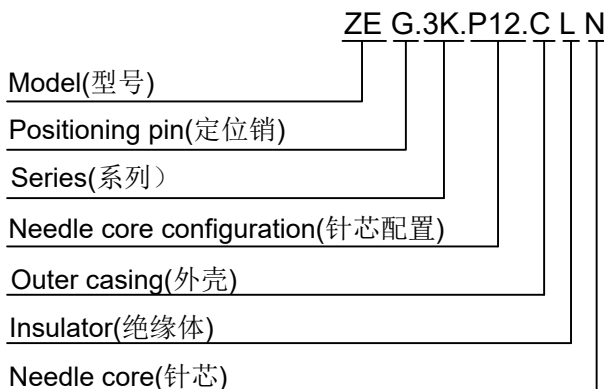 ZE G.3K.P12.C L N
Model(型号)
Positioning pin(定位销)
Series(系列）
Needle core configuration(针芯配置)
Outer casing(外壳)
Insulator(绝缘体)
Needle core(针芯)